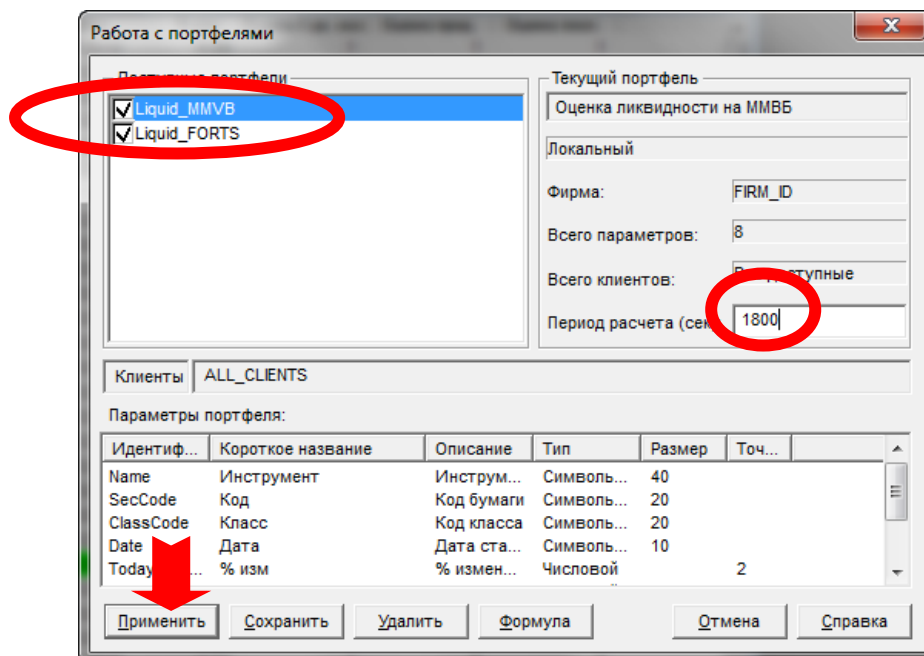 Работа с портфелями
Доступные портфели
Liquid_MMVB
Liquid_FORTS
Текущий портфель
Оценка ликвидности на ММВБ
Локальный
Фирма: FIRM_ID
Всего параметров: 8
Всего клиентов:
Период расчета (сек 1800
Клиенты ALL_CLIENTS
Параметры портфеля:
Идентиф... Короткое название Описание Тип Размер Точ...
Name Инструмент Инструм... Символь... 40
SecCode Код Код бумаги Символь... 20
ClassCode Класс Код класса Символь... 20
Date Дата Дата ста... Символь... 10
Today ... % изм % измен... Числовой 2
Применить Сохранить Удалить Формула Отмена Справка